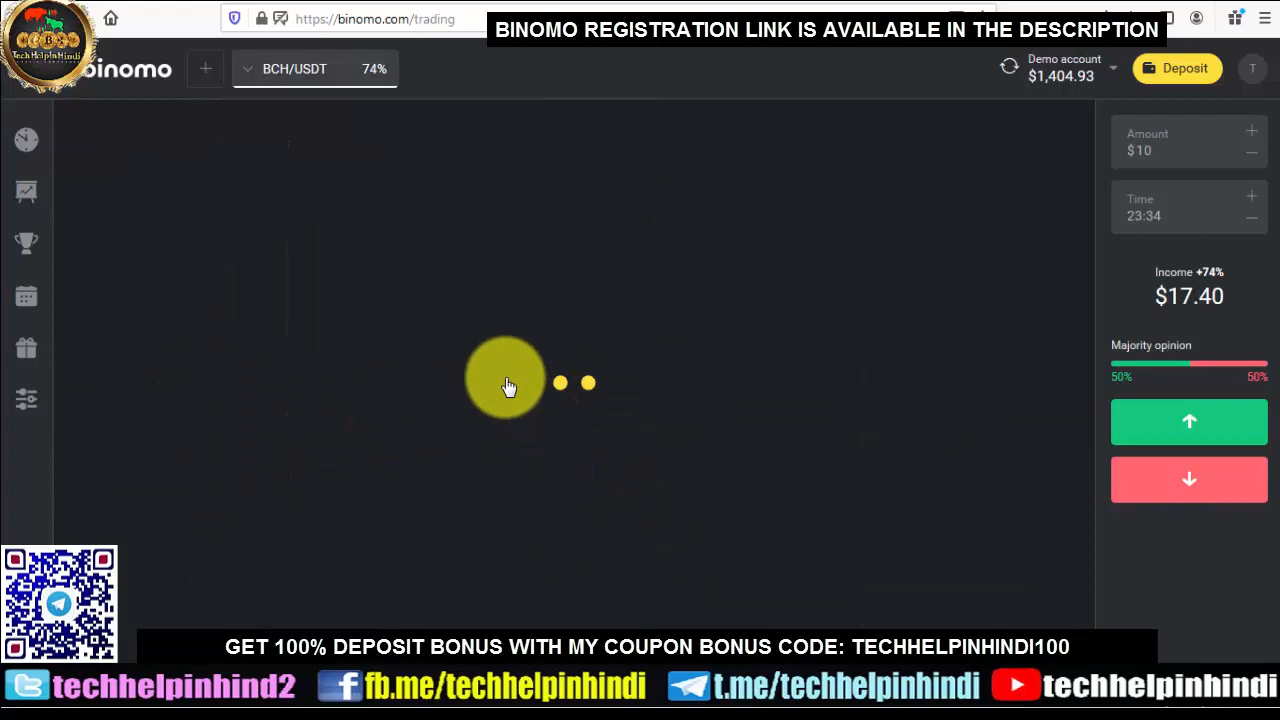 https://binomo.com/trading
BINOMO REGISTRATION LINK IS AVAILABLE IN THE DESCRIPTION
TechHelpInHindi
binomo
BCH/USDT 74%
Demo account
$1,404.93
Deposit
T
Amount
$10
Time
23:34
Income +74%
$17.40
Majority opinion
50% 50%
GET 100% DEPOSIT BONUS WITH MY COUPON BONUS CODE: TECHHELPINHINDI100
techhelpinhind2 fb.me/techhelpinhindi t.me/techhelpinhindi techhelpinhindi